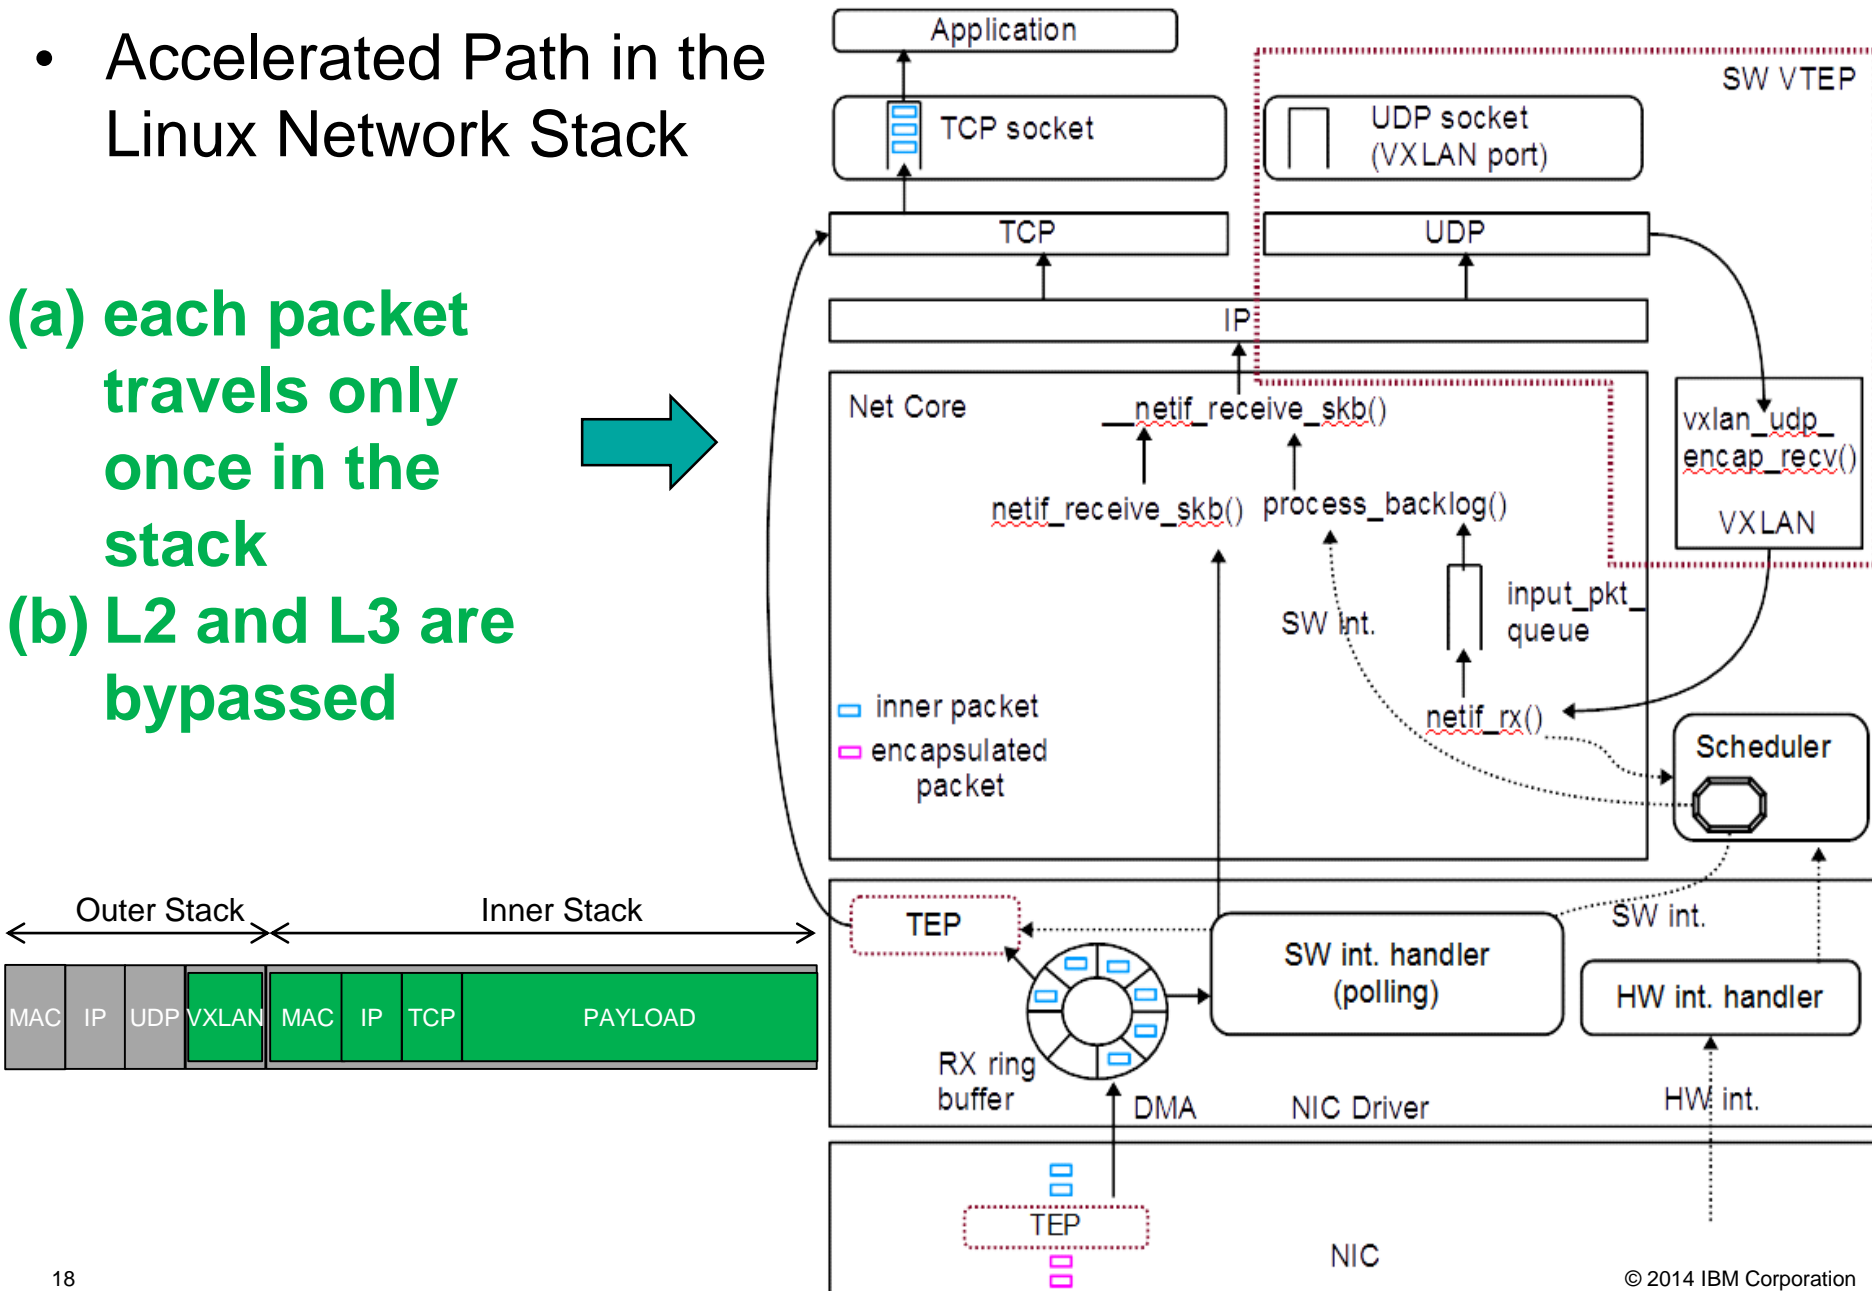 • Accelerated Path in the
Linux Network Stack
(a) each packet
travels only
once in the
stack
(b) L2 and L3 are
bypassed
Outer Stack
Inner Stack
MAC IP UDP VXLAN MAC IP TCP PAYLOAD
Application
SW VTEP
TCP socket
UDP socket
(VXLAN port)
TCP
UDP
IP
Net Core
__netif_receive_skb()
vxlan_udp_
encap_recv()
VXLAN
netif_receive_skb()
process_backlog()
input_pkt_
queue
SW int.
inner packet
encapsulated
packet
netif_rx()
Scheduler
TEP
SW int. handler
(polling)
SW int.
HW int. handler
RX ring
buffer
DMA
NIC Driver
HW int.
TEP
NIC
18
© 2014 IBM Corporation